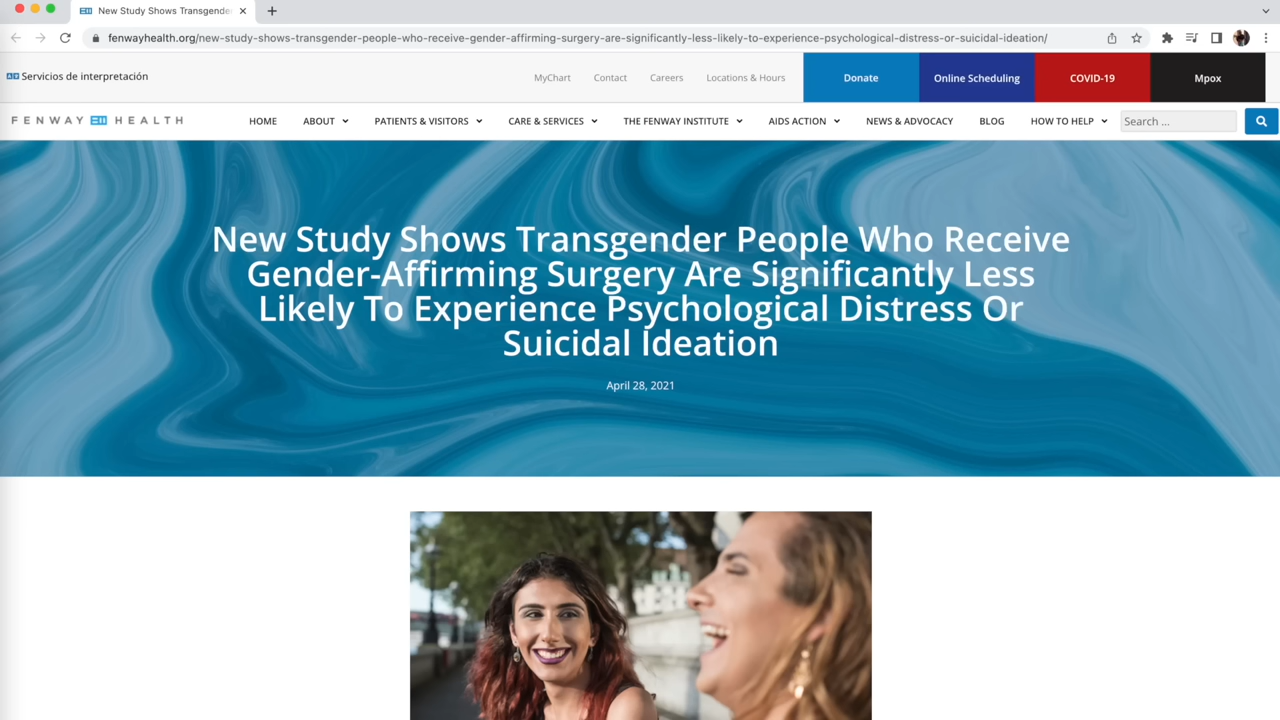 New Study Shows Transgende
fenwayhealth.org/new-study-shows-transgender-people-who-receive-gender-affirming-surgery-are-significantly-less-likely-to-experience-psychological-distress-or-suicidal-ideation/
Servicios de interpretación
MyChart
Contact
Careers
Locations & Hours
Donate
Online Scheduling
COVID-19
Mpox
FENWAY HEALTH
HOME
ABOUT
PATIENTS & VISITORS
CARE & SERVICES
THE FENWAY INSTITUTE
AIDS ACTION
NEWS & ADVOCACY
BLOG
HOW TO HELP
Search ...
New Study Shows Transgender People Who Receive
Gender-Affirming Surgery Are Significantly Less
Likely To Experience Psychological Distress Or
Suicidal Ideation
April 28, 2021